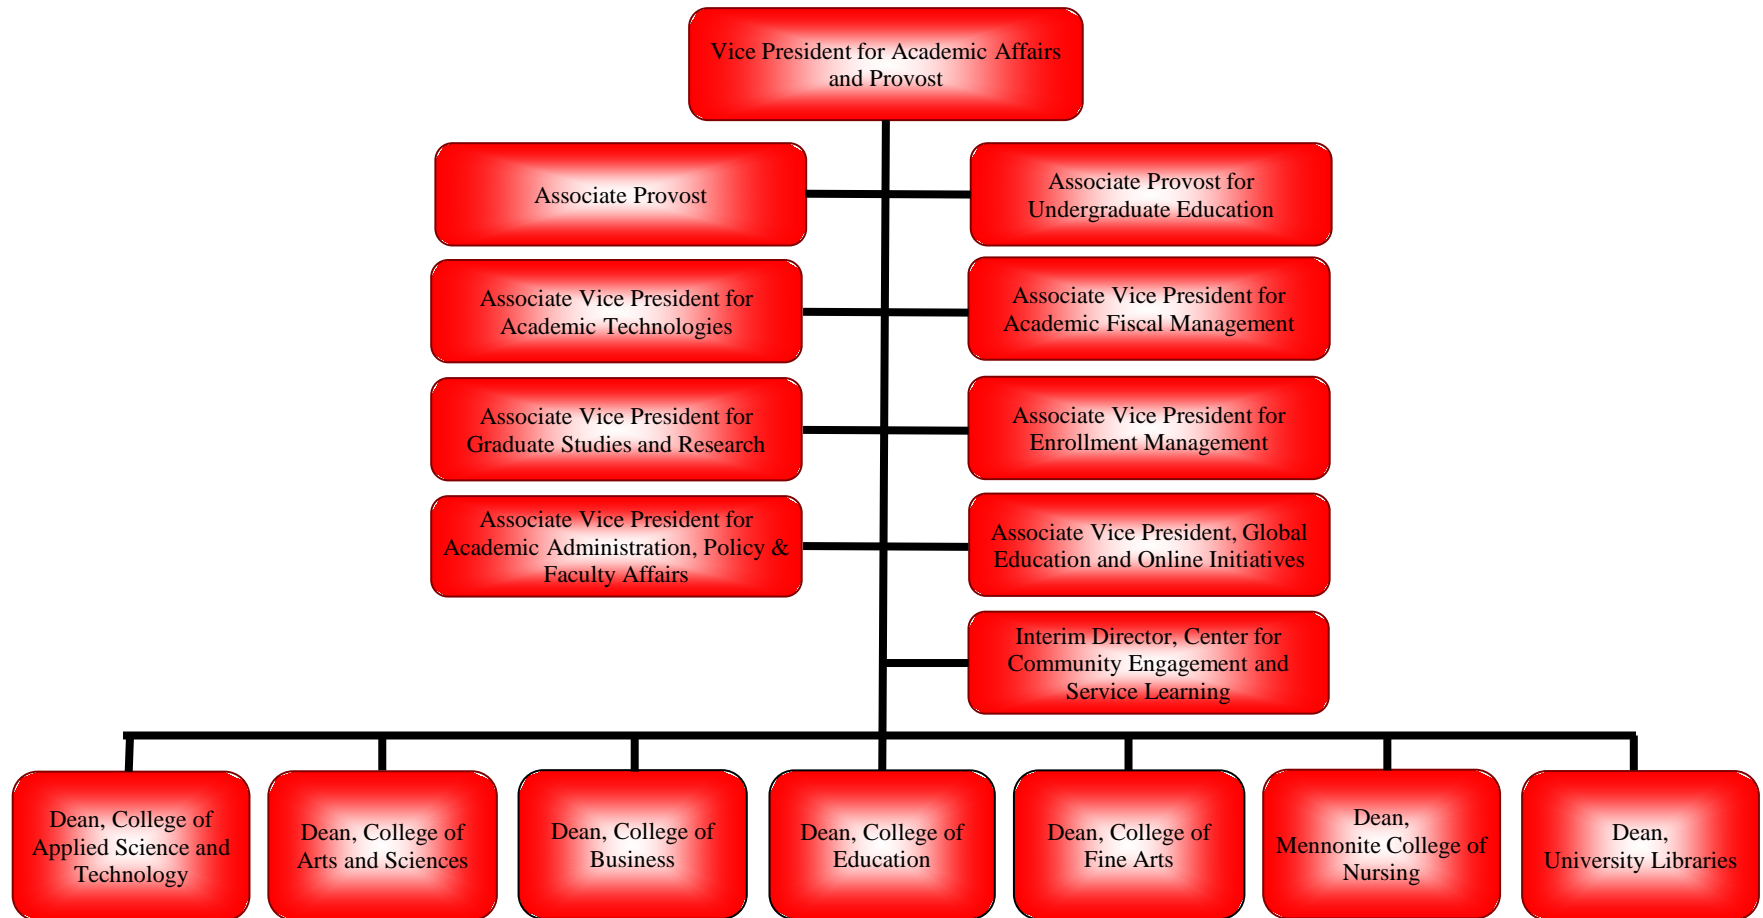 Vice President for Academic Affairs
and Provost
Associate Provost
Associate Provost for
Undergraduate Education
Associate Vice President for
Academic Technologies
Associate Vice President for
Academic Fiscal Management
Associate Vice President for
Graduate Studies and Research
Associate Vice President for
Enrollment Management
Associate Vice President for
Academic Administration, Policy &
Faculty Affairs
Associate Vice President, Global
Education and Online Initiatives
Interim Director, Center for
Community Engagement and
Service Learning
Dean, College of
Applied Science and
Technology
Dean, College of
Arts and Sciences
Dean, College of
Business
Dean, College of
Education
Dean, College of
Fine Arts
Dean,
Mennonite College of
Nursing
Dean,
University Libraries